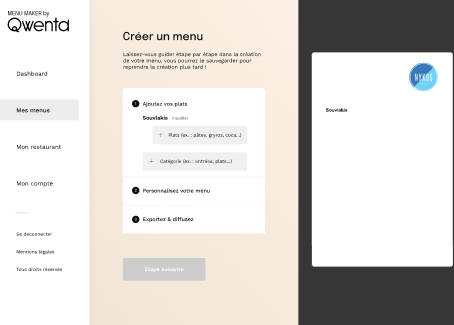 MENU MAKER by
Qwenta
Dashboard
Mes menus
Mon restaurant
Mon compte
Se déconnecter
Mentions légales
Tous droits réservés
Créer un menu
Laissez-vous guider étape par étape dans la création
de votre menu, vous pourrez le sauvegarder pour
reprendre la création plus tard !
1 Ajoutez vos plats
Souvlakis modifier
+ Plats (ex. : pâtes, gryros, coca...)
+ Catégorie (ex. : entrées, plats...)
2 Personnalisez votre menu
3 Exportez & diffusez
Etape suivante
NYKOS
Souvlakis